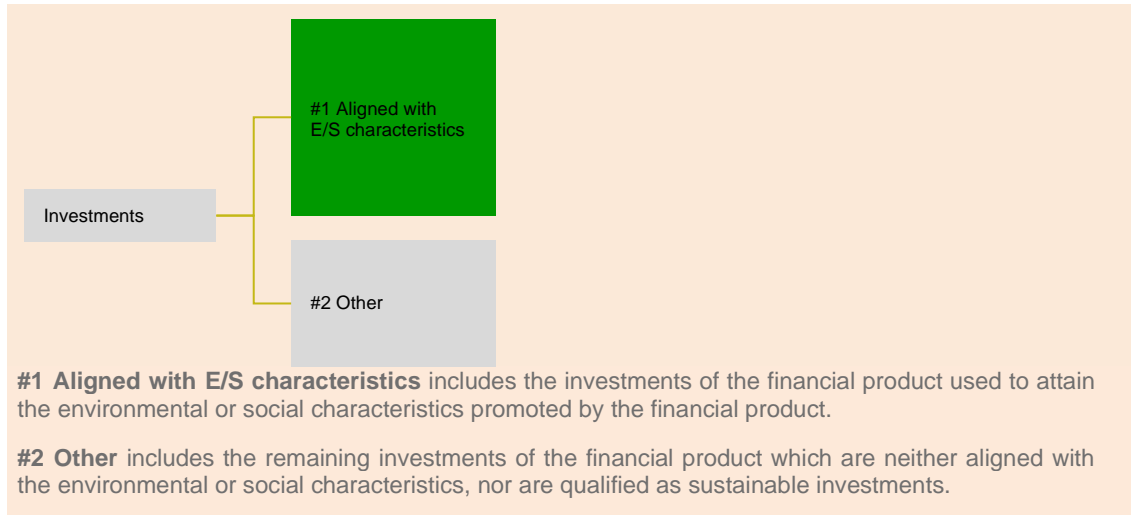 #1 Aligned with
E/S characteristics
Investments
#2 Other
#1 Aligned with E/S characteristics includes the investments of the financial product used to attain
the environmental or social characteristics promoted by the financial product.
#2 Other includes the remaining investments of the financial product which are neither aligned with
the environmental or social characteristics, nor are qualified as sustainable investments.